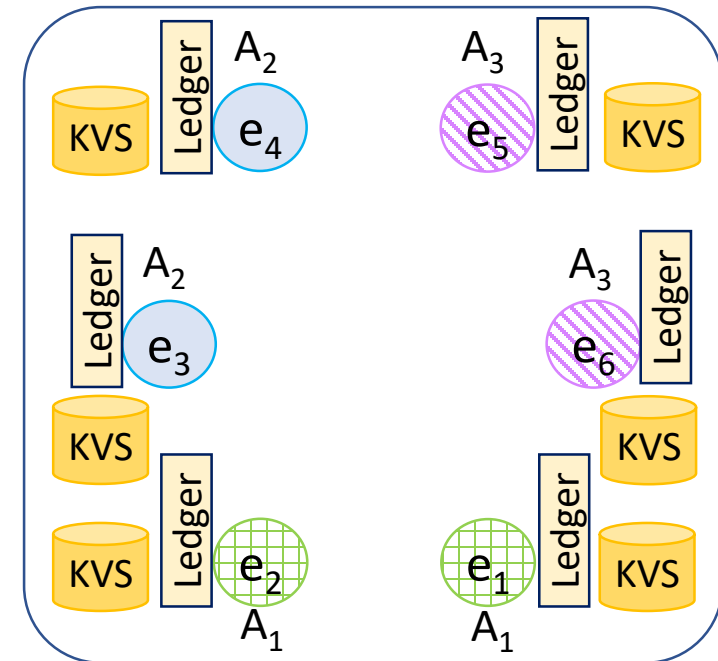 A₂
KVS
Ledger
e₄
A₃
e₅
Ledger
KVS
A₂
Ledger
e₃
KVS
A₃
e₆
Ledger
KVS
KVS
Ledger
e₂
A₁
e₁
A₁
Ledger
KVS